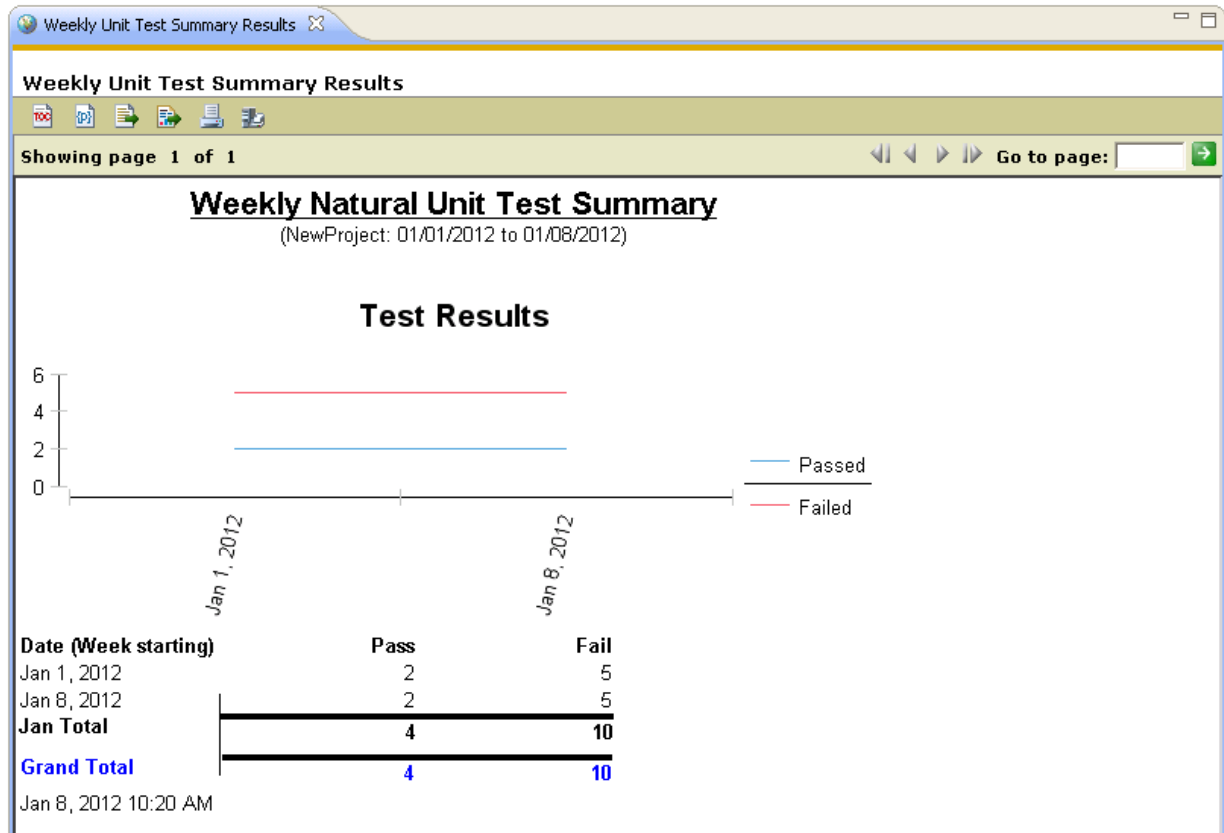 Weekly Unit Test Summary Results
Weekly Unit Test Summary Results
TOC {p}
Showing page 1 of 1 Go to page:
Weekly Natural Unit Test Summary
(NewProject: 01/01/2012 to 01/08/2012)
Test Results
6
4
2
0
Passed
Failed
Jan 1, 2012 Jan 8, 2012
Date (Week starting) Pass Fail
Jan 1, 2012 2 5
Jan 8, 2012 2 5
Jan Total 4 10
Grand Total 4 10
Jan 8, 2012 10:20 AM